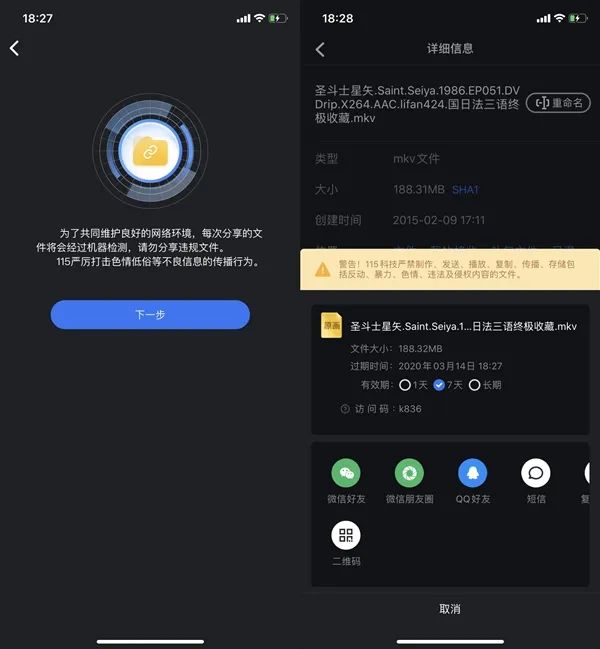 18:27
为了共同维护良好的网络环境，每次分享的文
件将会经过机器检测，请勿分享违规文件。
115严厉打击色情低俗等不良信息的传播行为。
下一步
18:28
详细信息
圣斗士星矢.Saint.Seiya.1986.EP051.DV
Drip.X264.AAC.lifan424.国日法三语终
极收藏.mkv
重命名
类型 mkv文件
大小 188.31MB SHA1
创建时间 2015-02-09 17:11
警告！115科技严禁制作、发送、播放、复制、传播、存储包
括反动、暴力、色情、违法及侵权内容的文件。
原画
圣斗士星矢.Saint.Seiya.1...日法三语终极收藏.mkv
文件大小：188.32MB
过期时间：2020年03月14日 18:27
有效期：1天 7天 长期
访问码：k836
微信好友 微信朋友圈 QQ好友 短信 复
二维码
取消